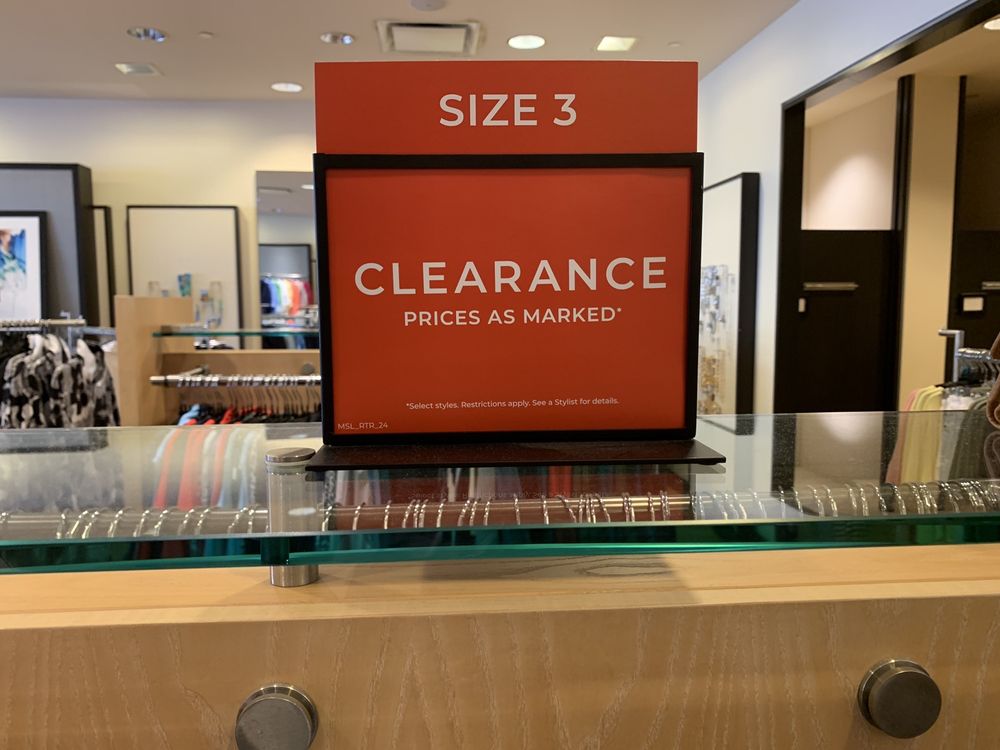 SIZE 3
CLEARANCE
PRICES AS MARKED*
*Select styles. Restrictions apply. See a Stylist for details.
MSL_RTR_24